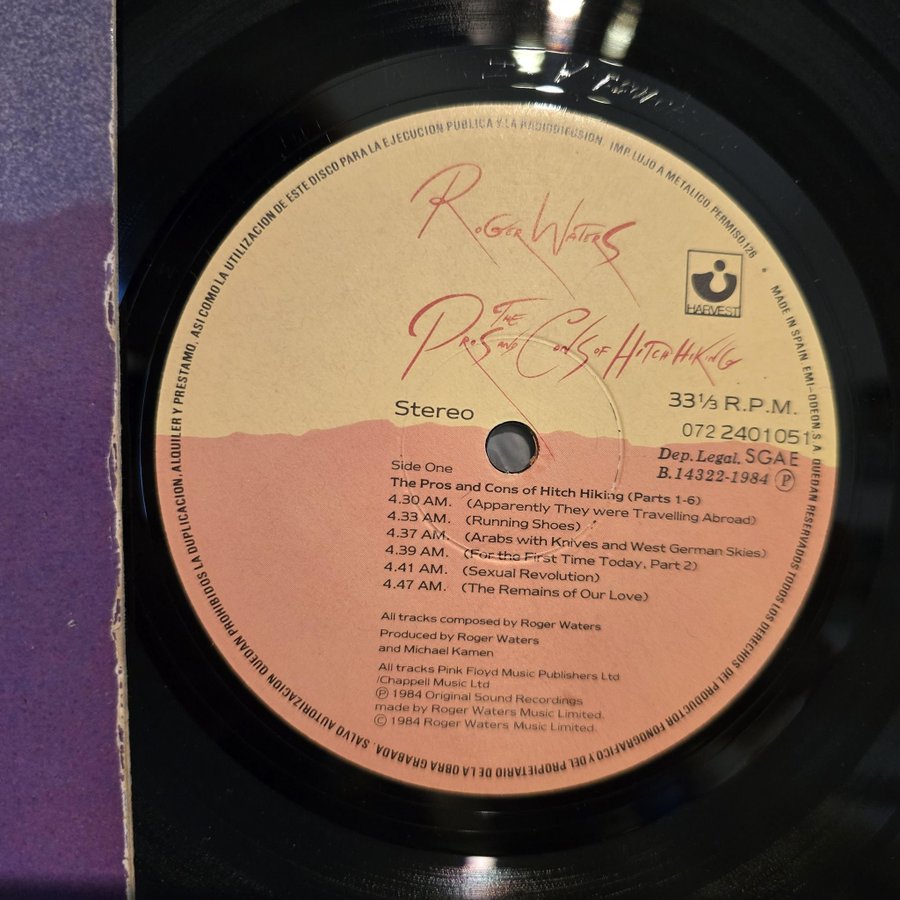 PROHIBIDOS LA DUPLICACION, ALQUILER Y PRESTAMO, ASI COMO LA UTILIZACION DE ESTE DISCO PARA LA EJECUCION PUBLICA Y LA RADIODIFUSION. IMP LUJO A METALICO PERMISO 126 • MADE IN SPAIN EMI-ODEON S.A. QUEDAN RESERVADOS TODOS LOS DERECHOS DEL PRODUCTOR FONOGRAFICO Y DEL PROPIETARIO DE LA OBRA GRABADA. SALVO AUTORIZACION QUEDAN
ROGER WATERS
HARVEST
THE
PROS AND CONS OF HITCH HIKING
Stereo
33 1/3 R.P.M.
072 2401051
Dep. Legal. SGAE
B.14322-1984 Ⓟ
Side One
The Pros and Cons of Hitch Hiking (Parts 1-6)
4.30 AM. (Apparently They were Travelling Abroad)
4.33 AM. (Running Shoes)
4.37 AM. (Arabs with Knives and West German Skies)
4.39 AM. (For the First Time Today, Part 2)
4.41 AM. (Sexual Revolution)
4.47 AM. (The Remains of Our Love)
All tracks composed by Roger Waters
Produced by Roger Waters
and Michael Kamen
All tracks Pink Floyd Music Publishers Ltd
/Chappell Music Ltd
Ⓟ 1984 Original Sound Recordings
made by Roger Waters Music Limited.
© 1984 Roger Waters Music Limited.